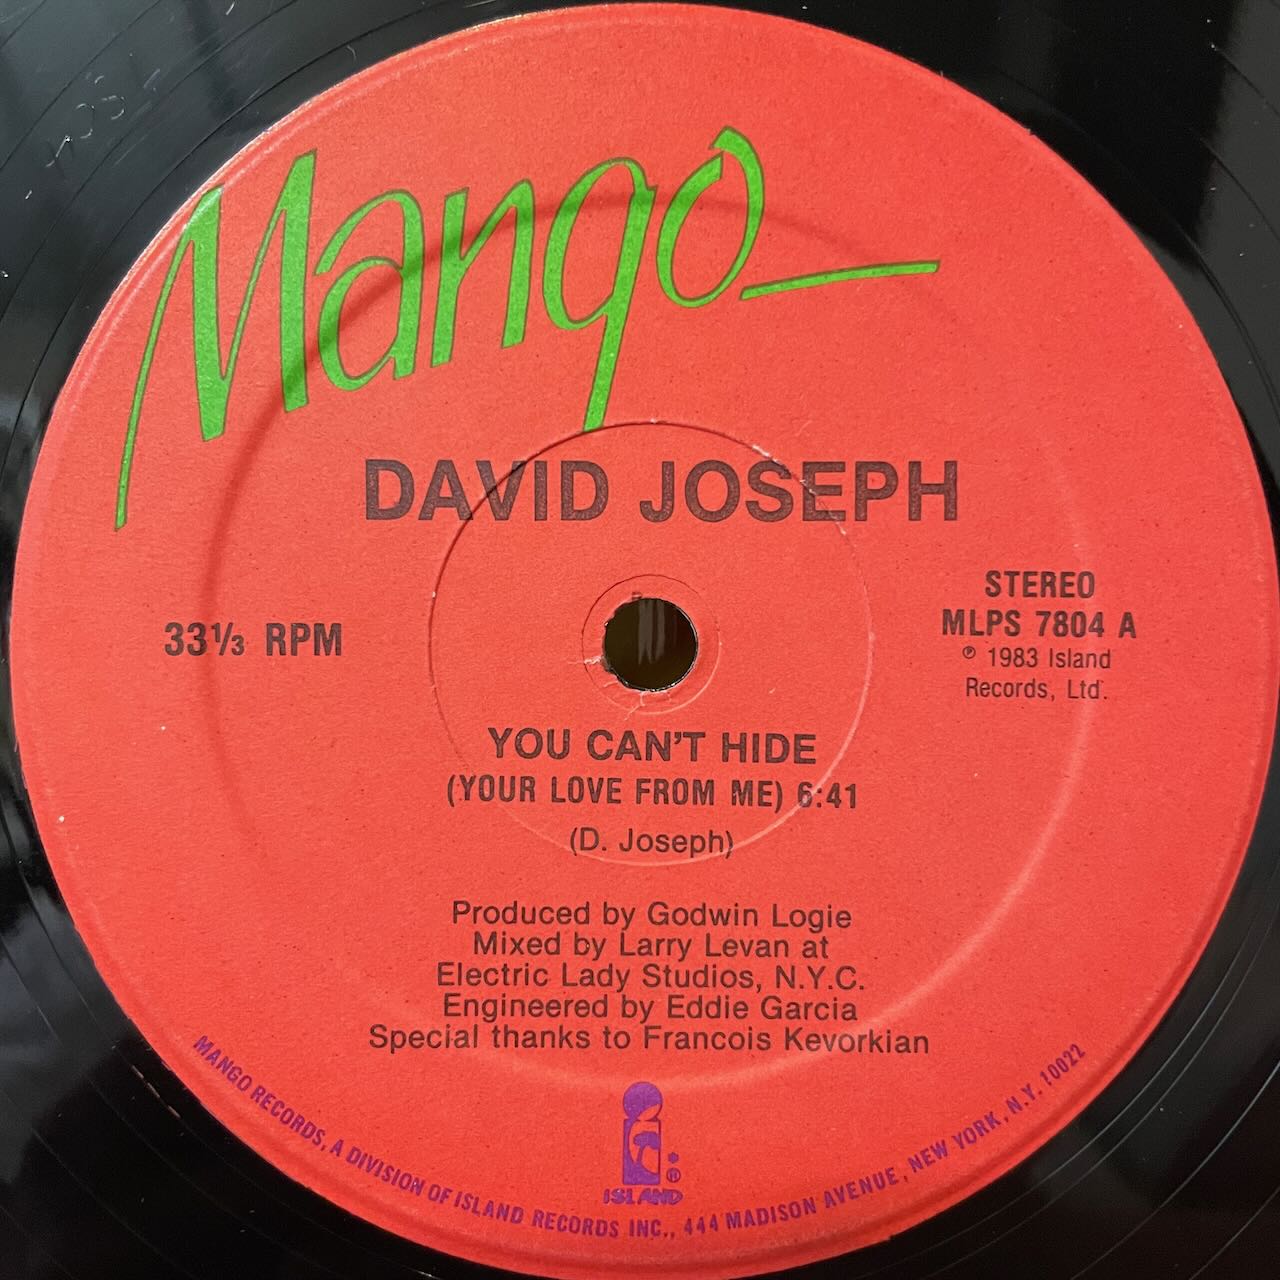 Mango
DAVID JOSEPH
33⅓ RPM
STEREO
MLPS 7804 A
℗ 1983 Island
Records, Ltd.
YOU CAN'T HIDE
(YOUR LOVE FROM ME) 6:41
(D. Joseph)
Produced by Godwin Logie
Mixed by Larry Levan at
Electric Lady Studios, N.Y.C.
Engineered by Eddie Garcia
Special thanks to Francois Kevorkian
ISLAND ®
MANGO RECORDS, A DIVISION OF ISLAND RECORDS INC., 444 MADISON AVENUE, NEW YORK, N.Y. 10022